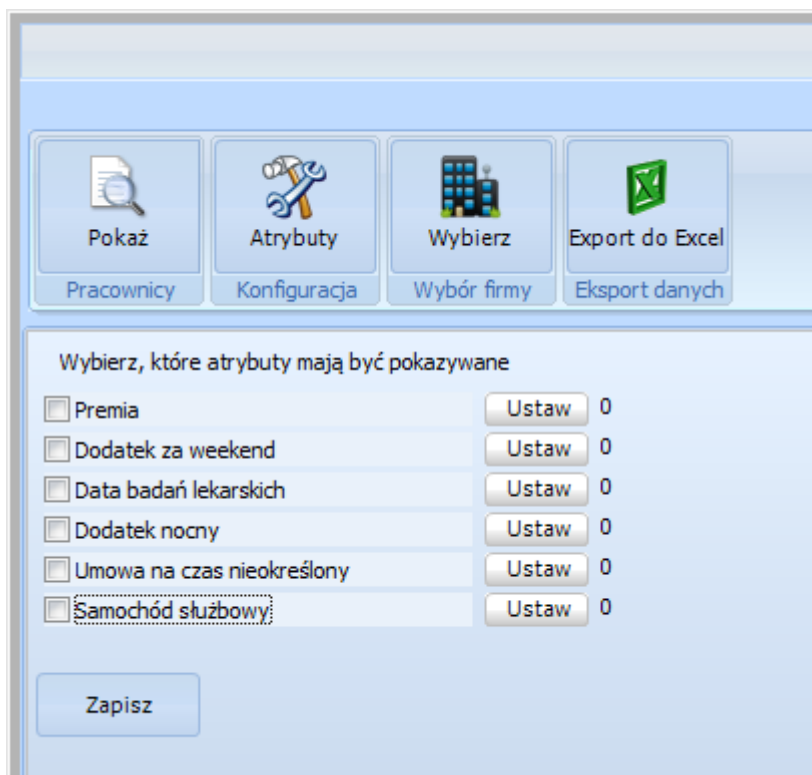 Pokaż Atrybuty Wybierz Export do Excel
Pracownicy Konfiguracja Wybór firmy Eksport danych
Wybierz, które atrybuty mają być pokazywane
Premia Ustaw 0
Dodatek za weekend Ustaw 0
Data badań lekarskich Ustaw 0
Dodatek nocny Ustaw 0
Umowa na czas nieokreślony Ustaw 0
Samochód służbowy Ustaw 0
Zapisz